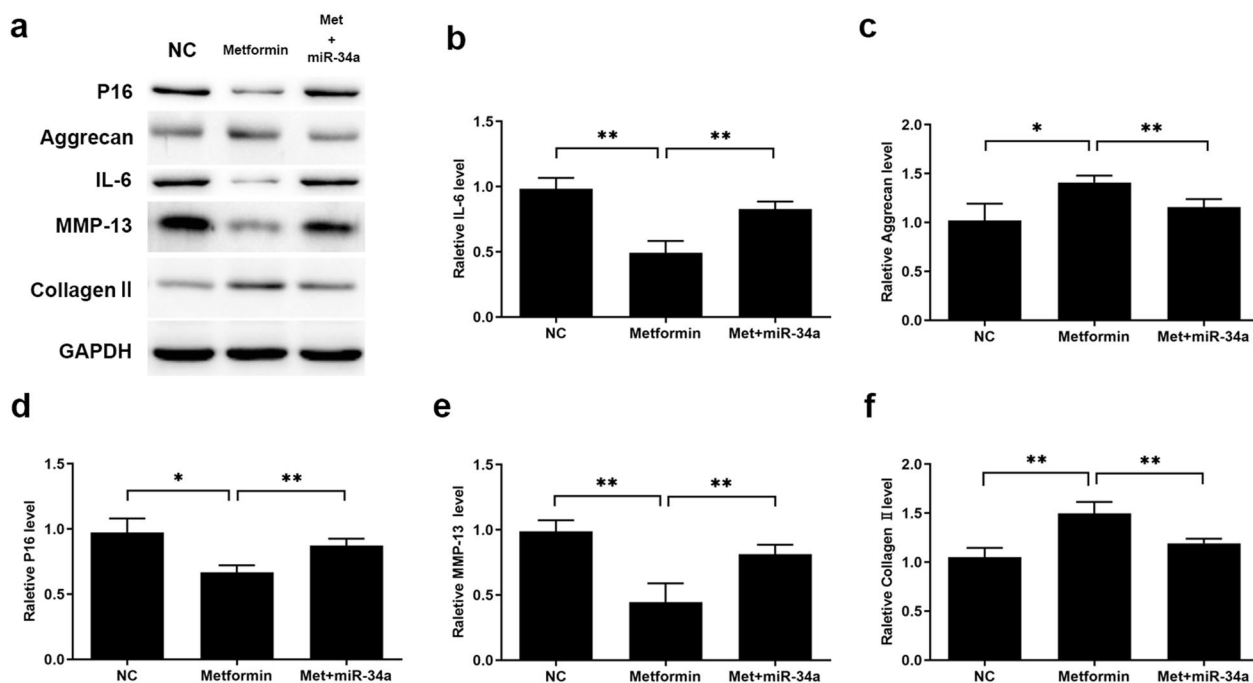 a
NC
Metformin
Met
+
miR-34a
P16
Aggrecan
IL-6
MMP-13
Collagen Ⅱ
GAPDH
b
Raletive IL-6 level
1.5
1.0
0.5
0.0
**
**
NC
Metformin
Met+miR-34a
c
Raletive Aggrecan level
2.0
1.5
1.0
0.5
0.0
*
**
NC
Metformin
Met+miR-34a
d
Raletive P16 level
1.5
1.0
0.5
0.0
*
**
NC
Metformin
Met+miR-34a
e
Raletive MMP-13 level
1.5
1.0
0.5
0.0
**
**
NC
Metformin
Met+miR-34a
f
Raletive Collagen Ⅱ level
2.0
1.5
1.0
0.5
0.0
**
**
NC
Metformin
Met+miR-34a